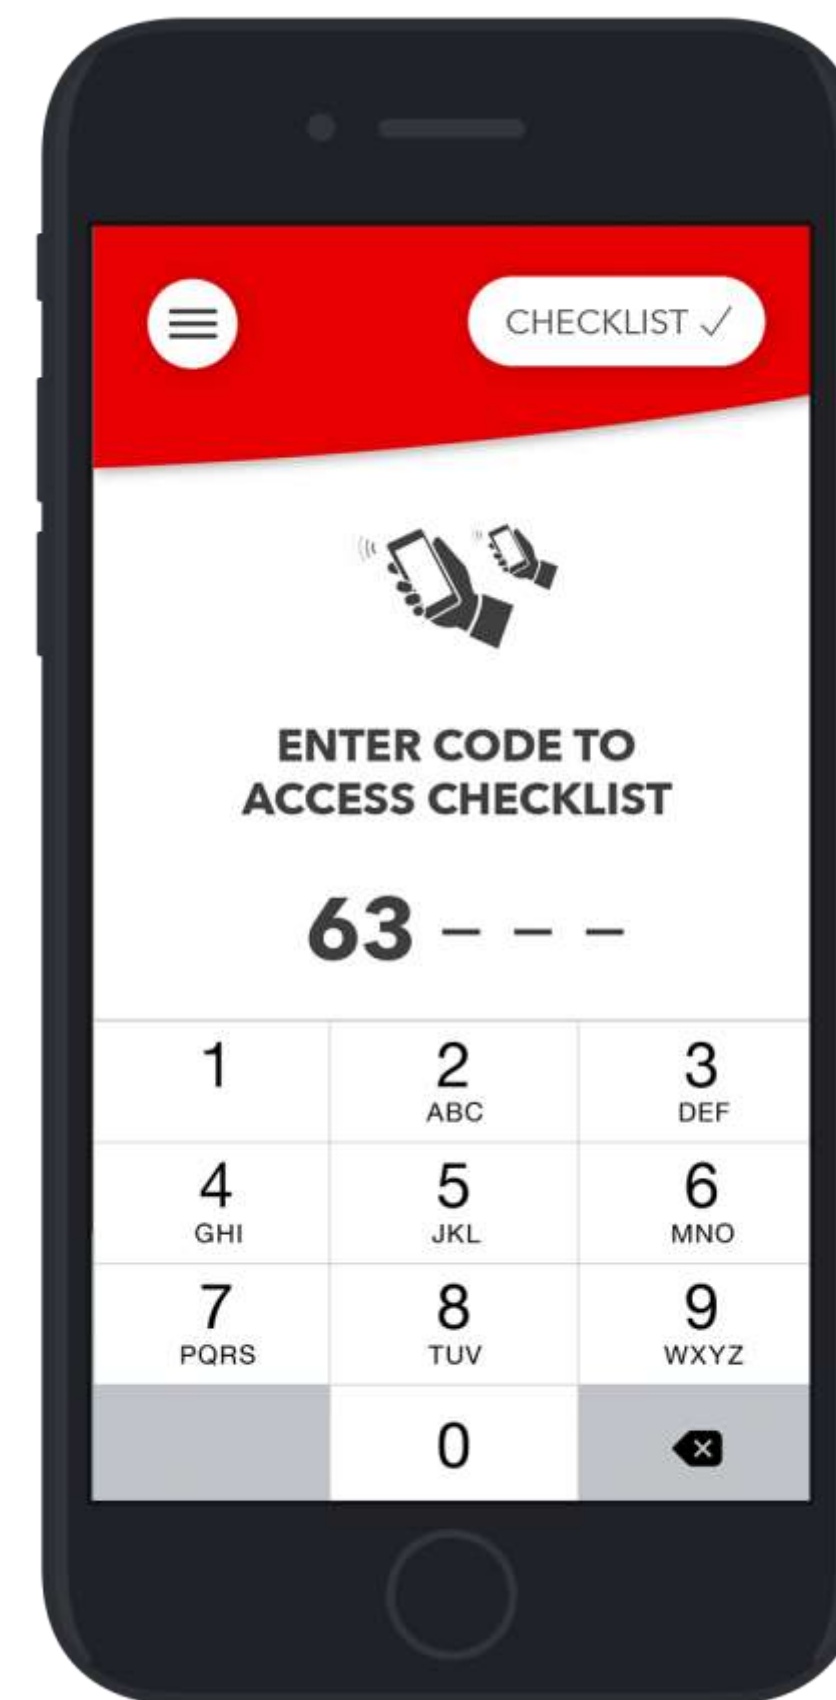 CHECKLIST ✓
ENTER CODE TO
ACCESS CHECKLIST
63 – – –
1 2 3
ABC DEF
4 5 6
GHI JKL MNO
7 8 9
PQRS TUV WXYZ
0